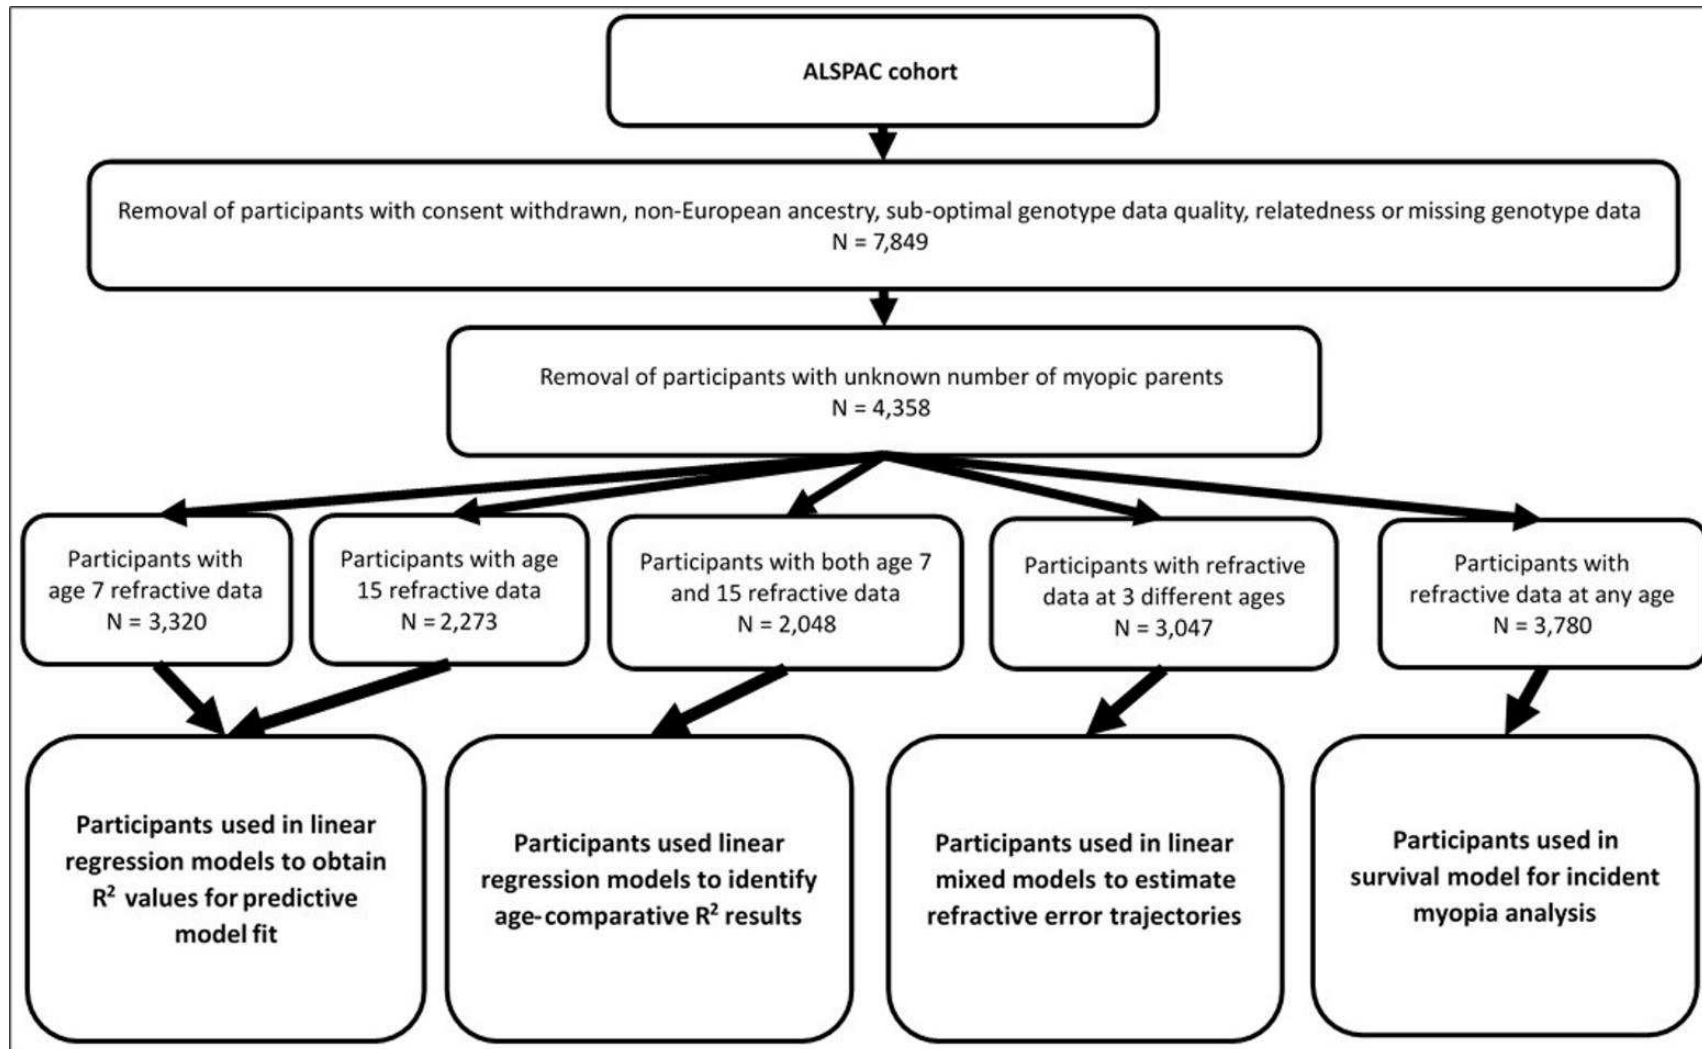 ALSPAC cohort
Removal of participants with consent withdrawn, non-European ancestry, sub-optimal genotype data quality, relatedness or missing genotype data
N = 7,849
Removal of participants with unknown number of myopic parents
N = 4,358
Participants with
age 7 refractive data
N = 3,320
Participants with age
15 refractive data
N = 2,273
Participants with both age 7
and 15 refractive data
N = 2,048
Participants with refractive
data at 3 different ages
N = 3,047
Participants with
refractive data at any age
N = 3,780
Participants used in linear
regression models to obtain
R² values for predictive
model fit
Participants used linear
regression models to identify
age-comparative R² results
Participants used in linear
mixed models to estimate
refractive error trajectories
Participants used in
survival model for incident
myopia analysis